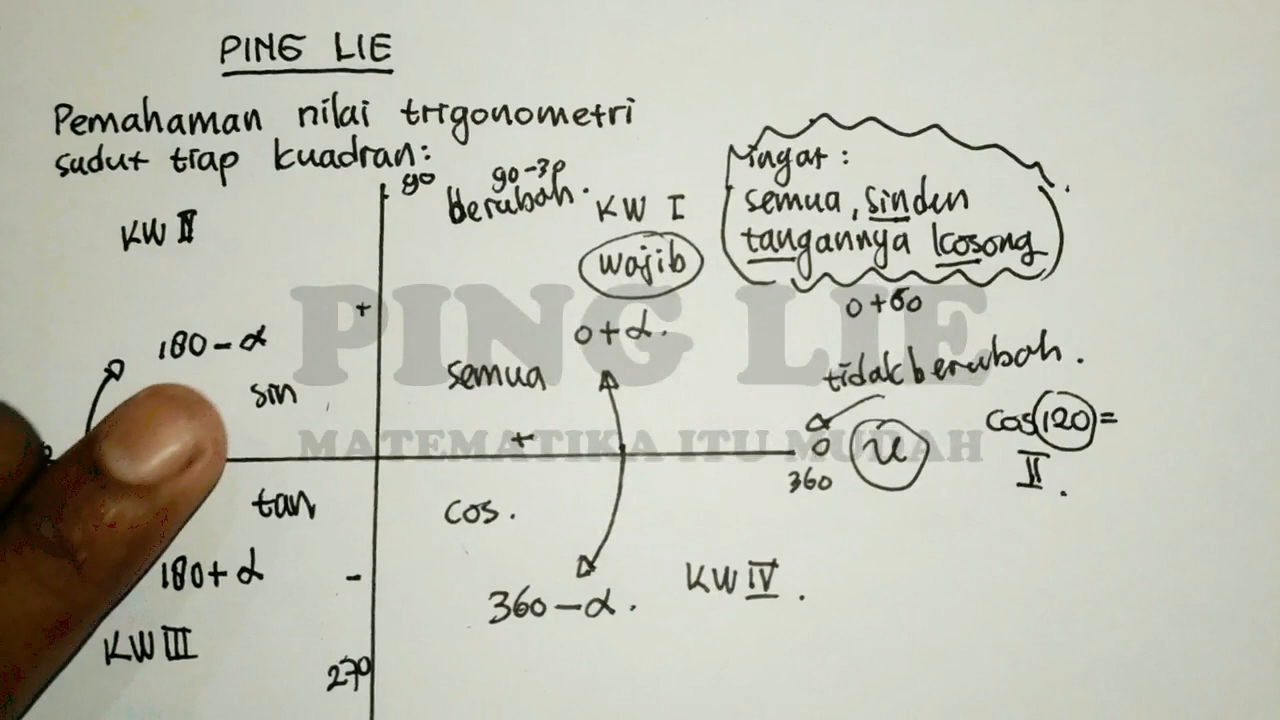 PING LIE
Pemahaman nilai trigonometri
sudut tiap kuadran:
90
90-30
berubah.
KW I
wajib
KW II
Ingat:
semua, sinden
tangannya kosong
0+60
+
180-α
sin
semua
0+α.
tidak berubah.
+
0
360
cos 120 =
II.
tan
cos.
180+α
-
360-α.
KW IV.
KW III
270
PING LIE
MATEMATIKA ITU MUDAH